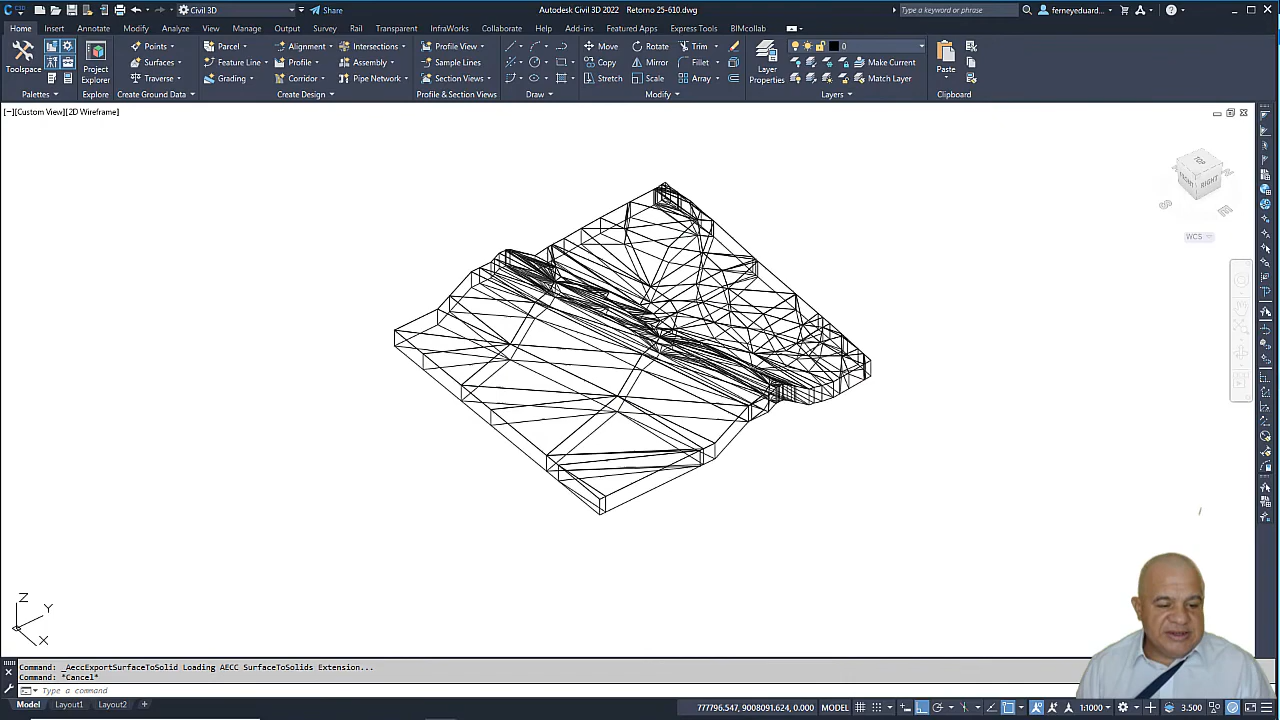 Civil 3D
Share
Autodesk Civil 3D 2022 Retorno 25-610.dwg
Type a keyword or phrase
ferneyeduard...
Home Insert Annotate Modify Analyze View Manage Output Survey Rail Transparent InfraWorks Collaborate Help Add-ins Featured Apps Express Tools BIMcollab
Points Parcel Alignment Intersections Profile View Move Rotate Trim 0
Surfaces Feature Line Profile Assembly Sample Lines Copy Mirror Fillet Make Current
Traverse Grading Corridor Pipe Network Section Views Stretch Scale Array Match Layer
Toolspace
Project
Explorer
Layer
Properties
Paste
Palettes Explore Create Ground Data Create Design Profile & Section Views Draw Modify Layers Clipboard
[−][Custom View][2D Wireframe]
TOP
FRONT RIGHT
S E
WCS
Z
Y
X
Command: _AeccExportSurfaceToSolid Loading AECC SurfaceToSolids Extension...
Command: *Cancel*
Type a command
Model Layout1 Layout2 +
777796.547, 9008091.624, 0.000 MODEL 1:1000 3.500